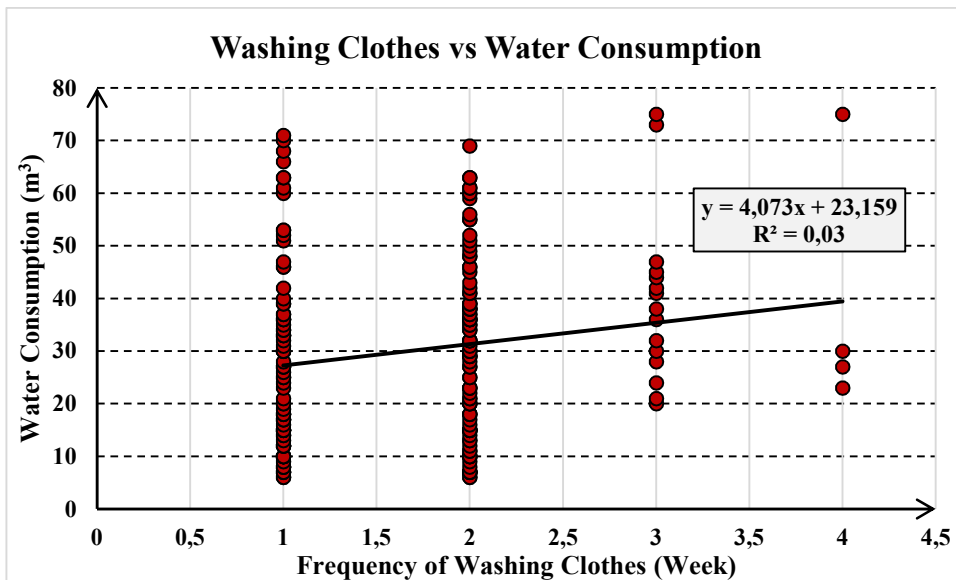 Washing Clothes vs Water Consumption
80
70
60
50
40
30
20
10
0
Water Consumption (m³)
y = 4,073x + 23,159
R² = 0,03
0 0,5 1 1,5 2 2,5 3 3,5 4 4,5
Frequency of Washing Clothes (Week)